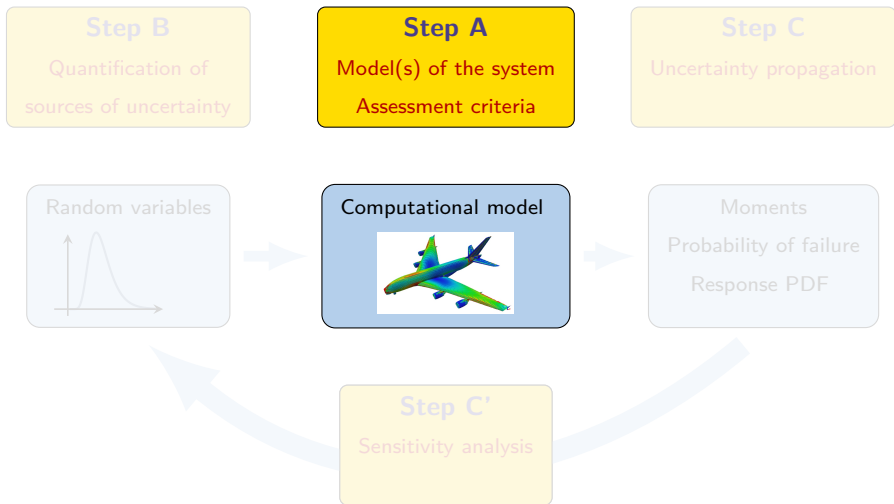 Step B
Quantification of
sources of uncertainty
Step A
Model(s) of the system
Assessment criteria
Step C
Uncertainty propagation
Random variables
Computational model
Moments
Probability of failure
Response PDF
Step C'
Sensitivity analysis